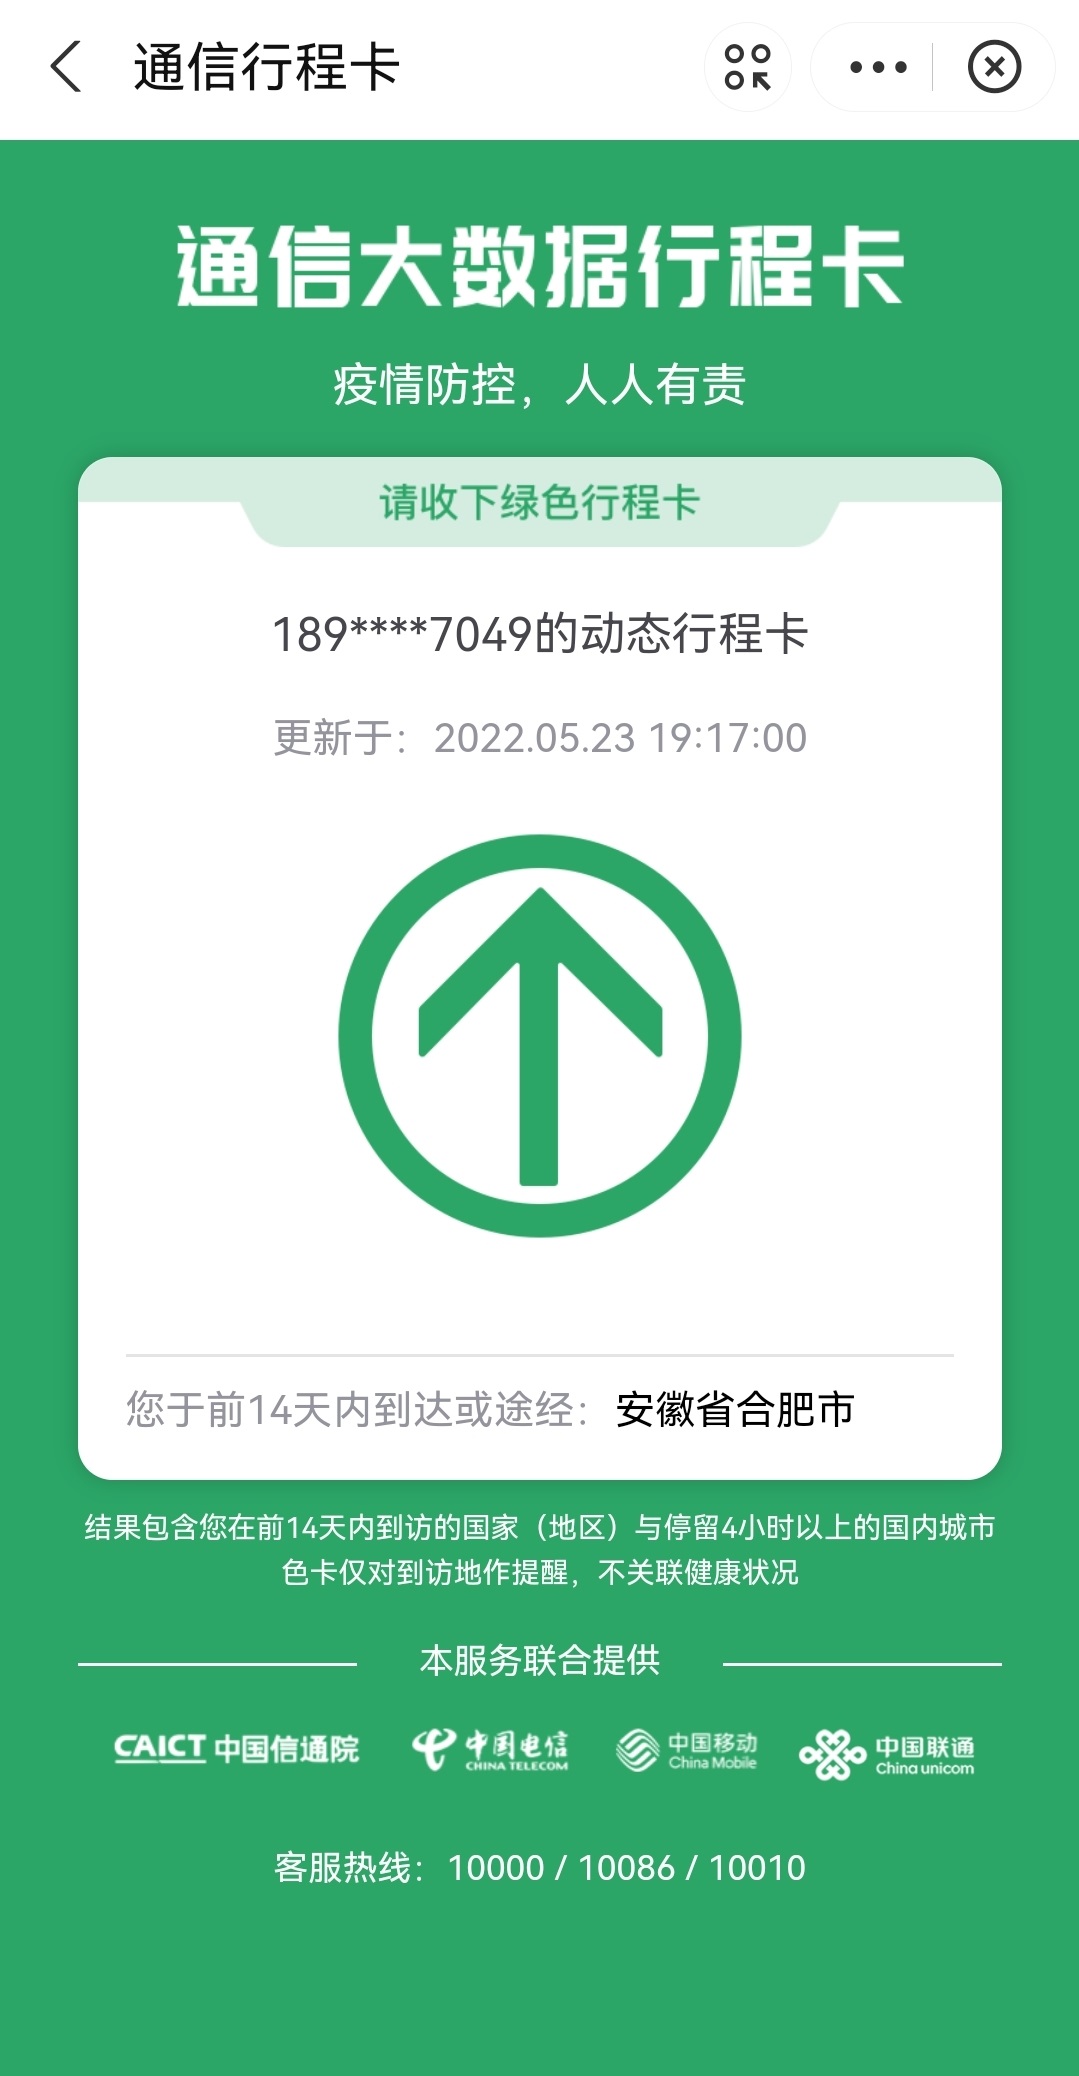 通信行程卡
通信大数据行程卡
疫情防控，人人有责
请收下绿色行程卡
189****7049的动态行程卡
更新于：2022.05.23 19:17:00
您于前14天内到达或途经：安徽省合肥市
结果包含您在前14天内到访的国家（地区）与停留4小时以上的国内城市
色卡仅对到访地作提醒，不关联健康状况
本服务联合提供
CAICT 中国信通院 中国电信 CHINA TELECOM 中国移动 China Mobile 中国联通 China unicom
客服热线：10000 / 10086 / 10010